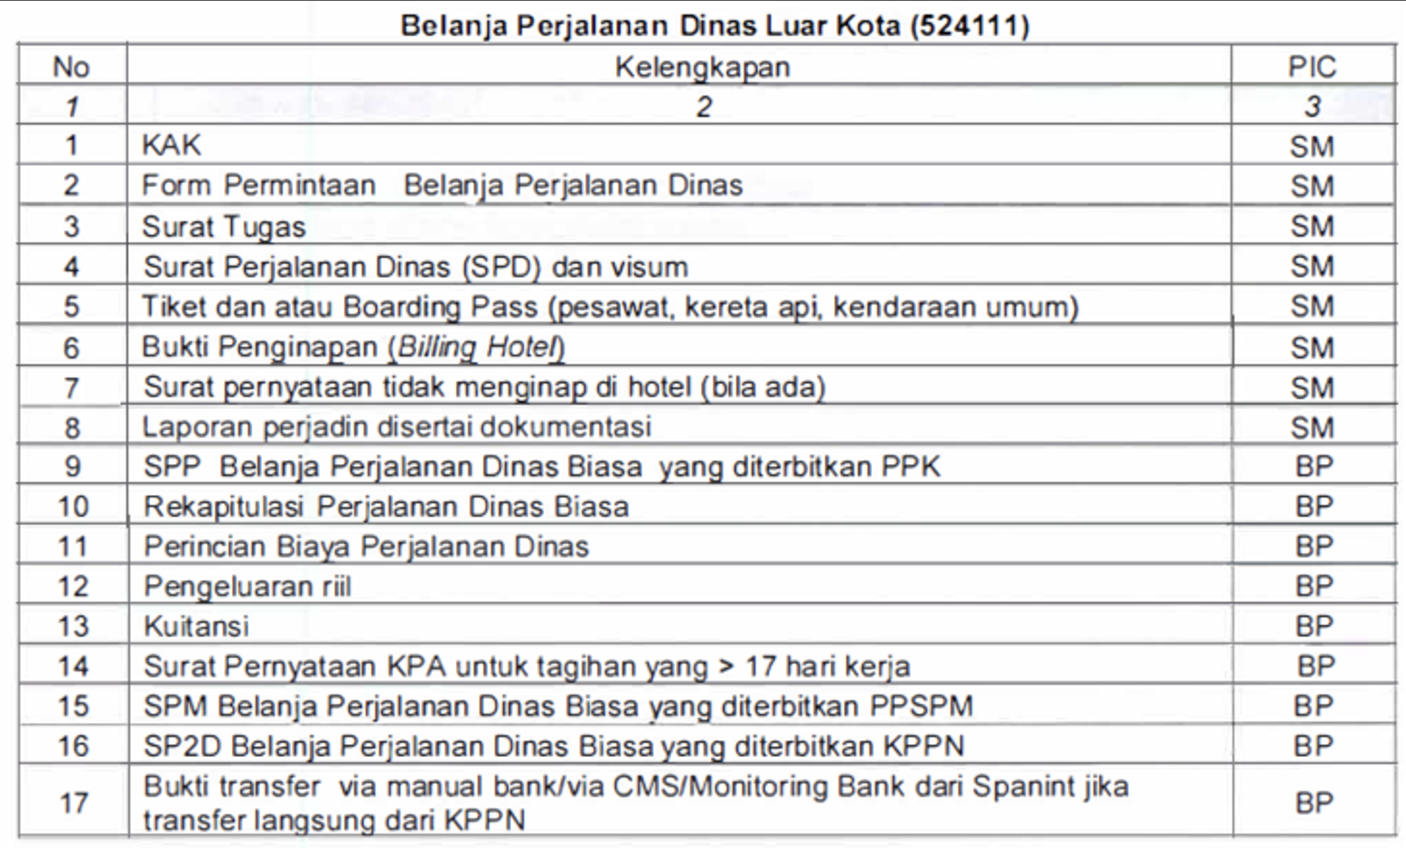 Belanja Perjalanan Dinas Luar Kota (524111)
No Kelengkapan PIC
1 2 3
1 KAK SM
2 Form Permintaan Belanja Perjalanan Dinas SM
3 Surat Tugas SM
4 Surat Perjalanan Dinas (SPD) dan visum SM
5 Tiket dan atau Boarding Pass (pesawat, kereta api, kendaraan umum) SM
6 Bukti Penginapan (Billing Hotel) SM
7 Surat pernyataan tidak menginap di hotel (bila ada) SM
8 Laporan perjadin disertai dokumentasi SM
9 SPP Belanja Perjalanan Dinas Biasa yang diterbitkan PPK BP
10 Rekapitulasi Perjalanan Dinas Biasa BP
11 Perincian Biaya Perjalanan Dinas BP
12 Pengeluaran riil BP
13 Kuitansi BP
14 Surat Pernyataan KPA untuk tagihan yang > 17 hari kerja BP
15 SPM Belanja Perjalanan Dinas Biasa yang diterbitkan PPSPM BP
16 SP2D Belanja Perjalanan Dinas Biasa yang diterbitkan KPPN BP
17 Bukti transfer via manual bank/via CMS/Monitoring Bank dari Spanint jika BP
transfer langsung dari KPPN